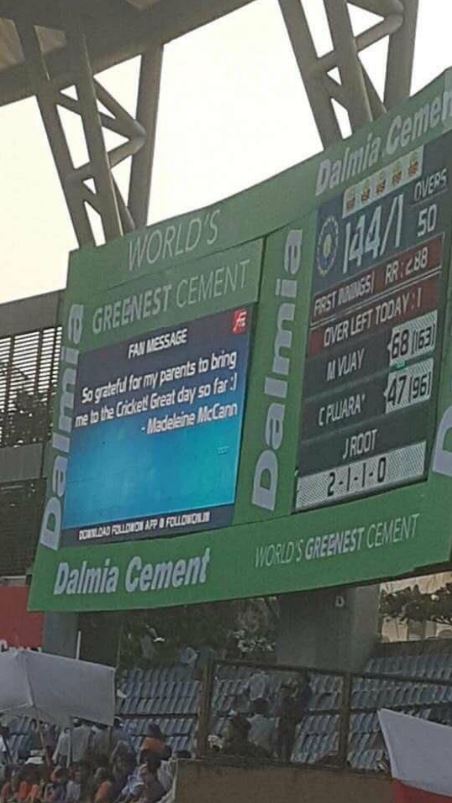 WORLD'S
GREENEST CEMENT
FAN MESSAGE
So grateful for my parents to bring
me to the Cricket! Great day so far :)
- Madeleine McCann
DOWNLOAD FOLLOWON APP @ FOLLOWON.IN
Dalmia
Dalmia Cement
Dalmia
Dalmia Cement
144/1
OVERS
50
FIRST INNINGS
RR : 2.88
OVER LEFT TODAY : 1
M VIJAY 58 (163)
C PUJARA* 47 (96)
J ROOT
2-1-1-0
WORLD'S GREENEST CEMENT
D